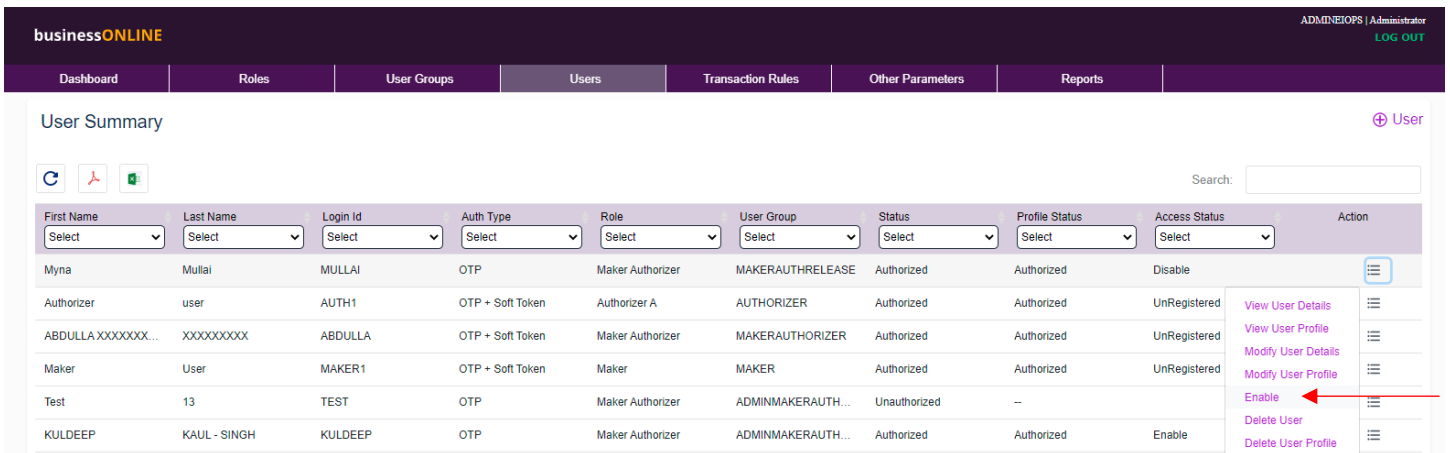 businessONLINE
ADMINEIOPS | Administrator
LOG OUT
Dashboard Roles User Groups Users Transaction Rules Other Parameters Reports
User Summary
User
Search:
First Name Last Name Login Id Auth Type Role User Group Status Profile Status Access Status Action
Select Select Select Select Select Select Select Select Select
Myna Mullai MULLAI OTP Maker Authorizer MAKERAUTHRELEASE Authorized Authorized Disable
Authorizer user AUTH1 OTP + Soft Token Authorizer A AUTHORIZER Authorized Authorized UnRegistered
ABDULLA XXXXXXX... XXXXXXXXX ABDULLA OTP + Soft Token Maker Authorizer MAKERAUTHORIZER Authorized Authorized UnRegistered
Maker User MAKER1 OTP + Soft Token Maker MAKER Authorized Authorized UnRegistered
Test 13 TEST OTP Maker Authorizer ADMINMAKERAUTH... Unauthorized --
KULDEEP KAUL - SINGH KULDEEP OTP Maker Authorizer ADMINMAKERAUTH... Authorized Authorized Enable
View User Details
View User Profile
Modify User Details
Modify User Profile
Enable
Delete User
Delete User Profile